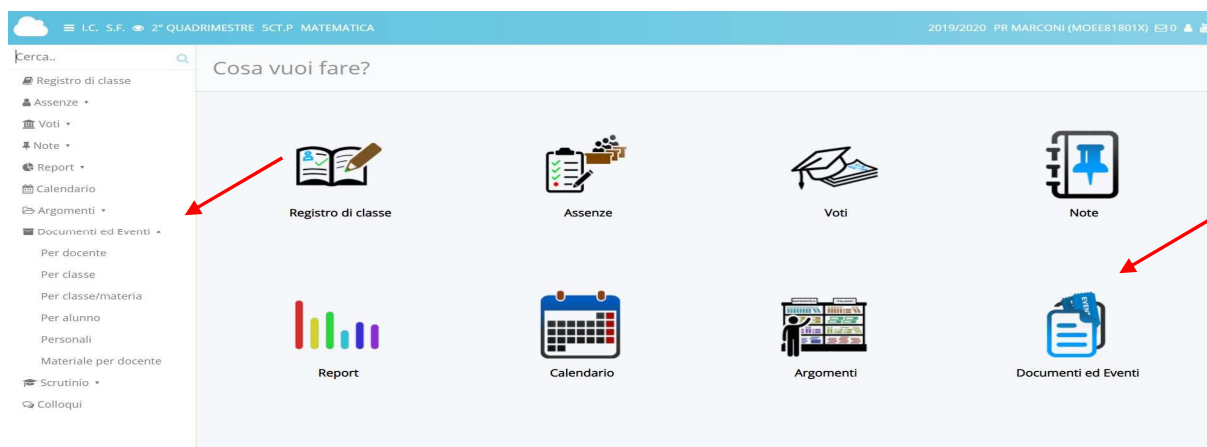 I.C. S.F. 2° QUADRIMESTRE 5CT.P MATEMATICA
2019/2020 PR MARCONI (MOEE81801X) 0
Cerca..
Registro di classe
Assenze
Voti
Note
Report
Calendario
Argomenti
Documenti ed Eventi
Per docente
Per classe
Per classe/materia
Per alunno
Personali
Materiale per docente
Scrutinio
Colloqui
Cosa vuoi fare?
Registro di classe
Assenze
Voti
Note
Report
Calendario
Argomenti
EVENT
Documenti ed Eventi